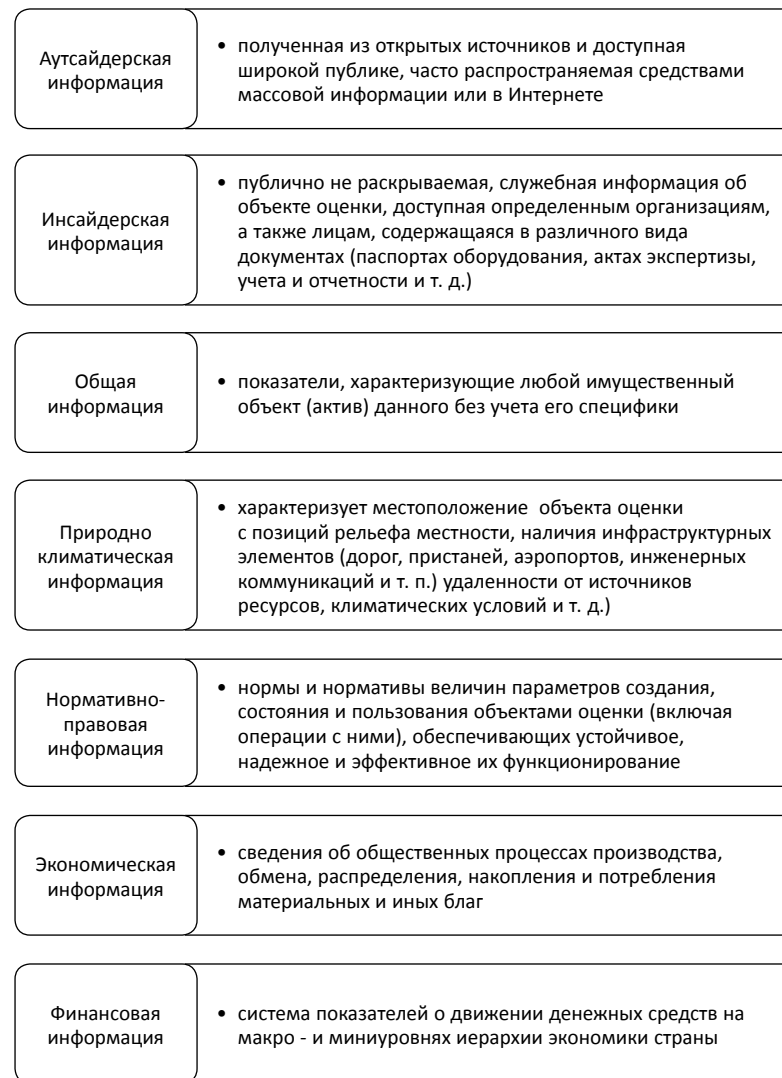 Аутсайдерская
информация
• полученная из открытых источников и доступная
широкой публике, часто распространяемая средствами
массовой информации или в Интернете
Инсайдерская
информация
• публично не раскрываемая, служебная информация об
объекте оценки, доступная определенным организациям,
а также лицам, содержащаяся в различного вида
документах (паспортах оборудования, актах экспертизы,
учета и отчетности и т. д.)
Общая
информация
• показатели, характеризующие любой имущественный
объект (актив) данного без учета его специфики
Природно
климатическая
информация
• характеризует местоположение объекта оценки
с позиций рельефа местности, наличия инфраструктурных
элементов (дорог, пристаней, аэропортов, инженерных
коммуникаций и т. п.) удаленности от источников
ресурсов, климатических условий и т. д.)
Нормативно-
правовая
информация
• нормы и нормативы величин параметров создания,
состояния и пользования объектами оценки (включая
операции с ними), обеспечивающих устойчивое,
надежное и эффективное их функционирование
Экономическая
информация
• сведения об общественных процессах производства,
обмена, распределения, накопления и потребления
материальных и иных благ
Финансовая
информация
• система показателей о движении денежных средств на
макро - и миниуровнях иерархии экономики страны